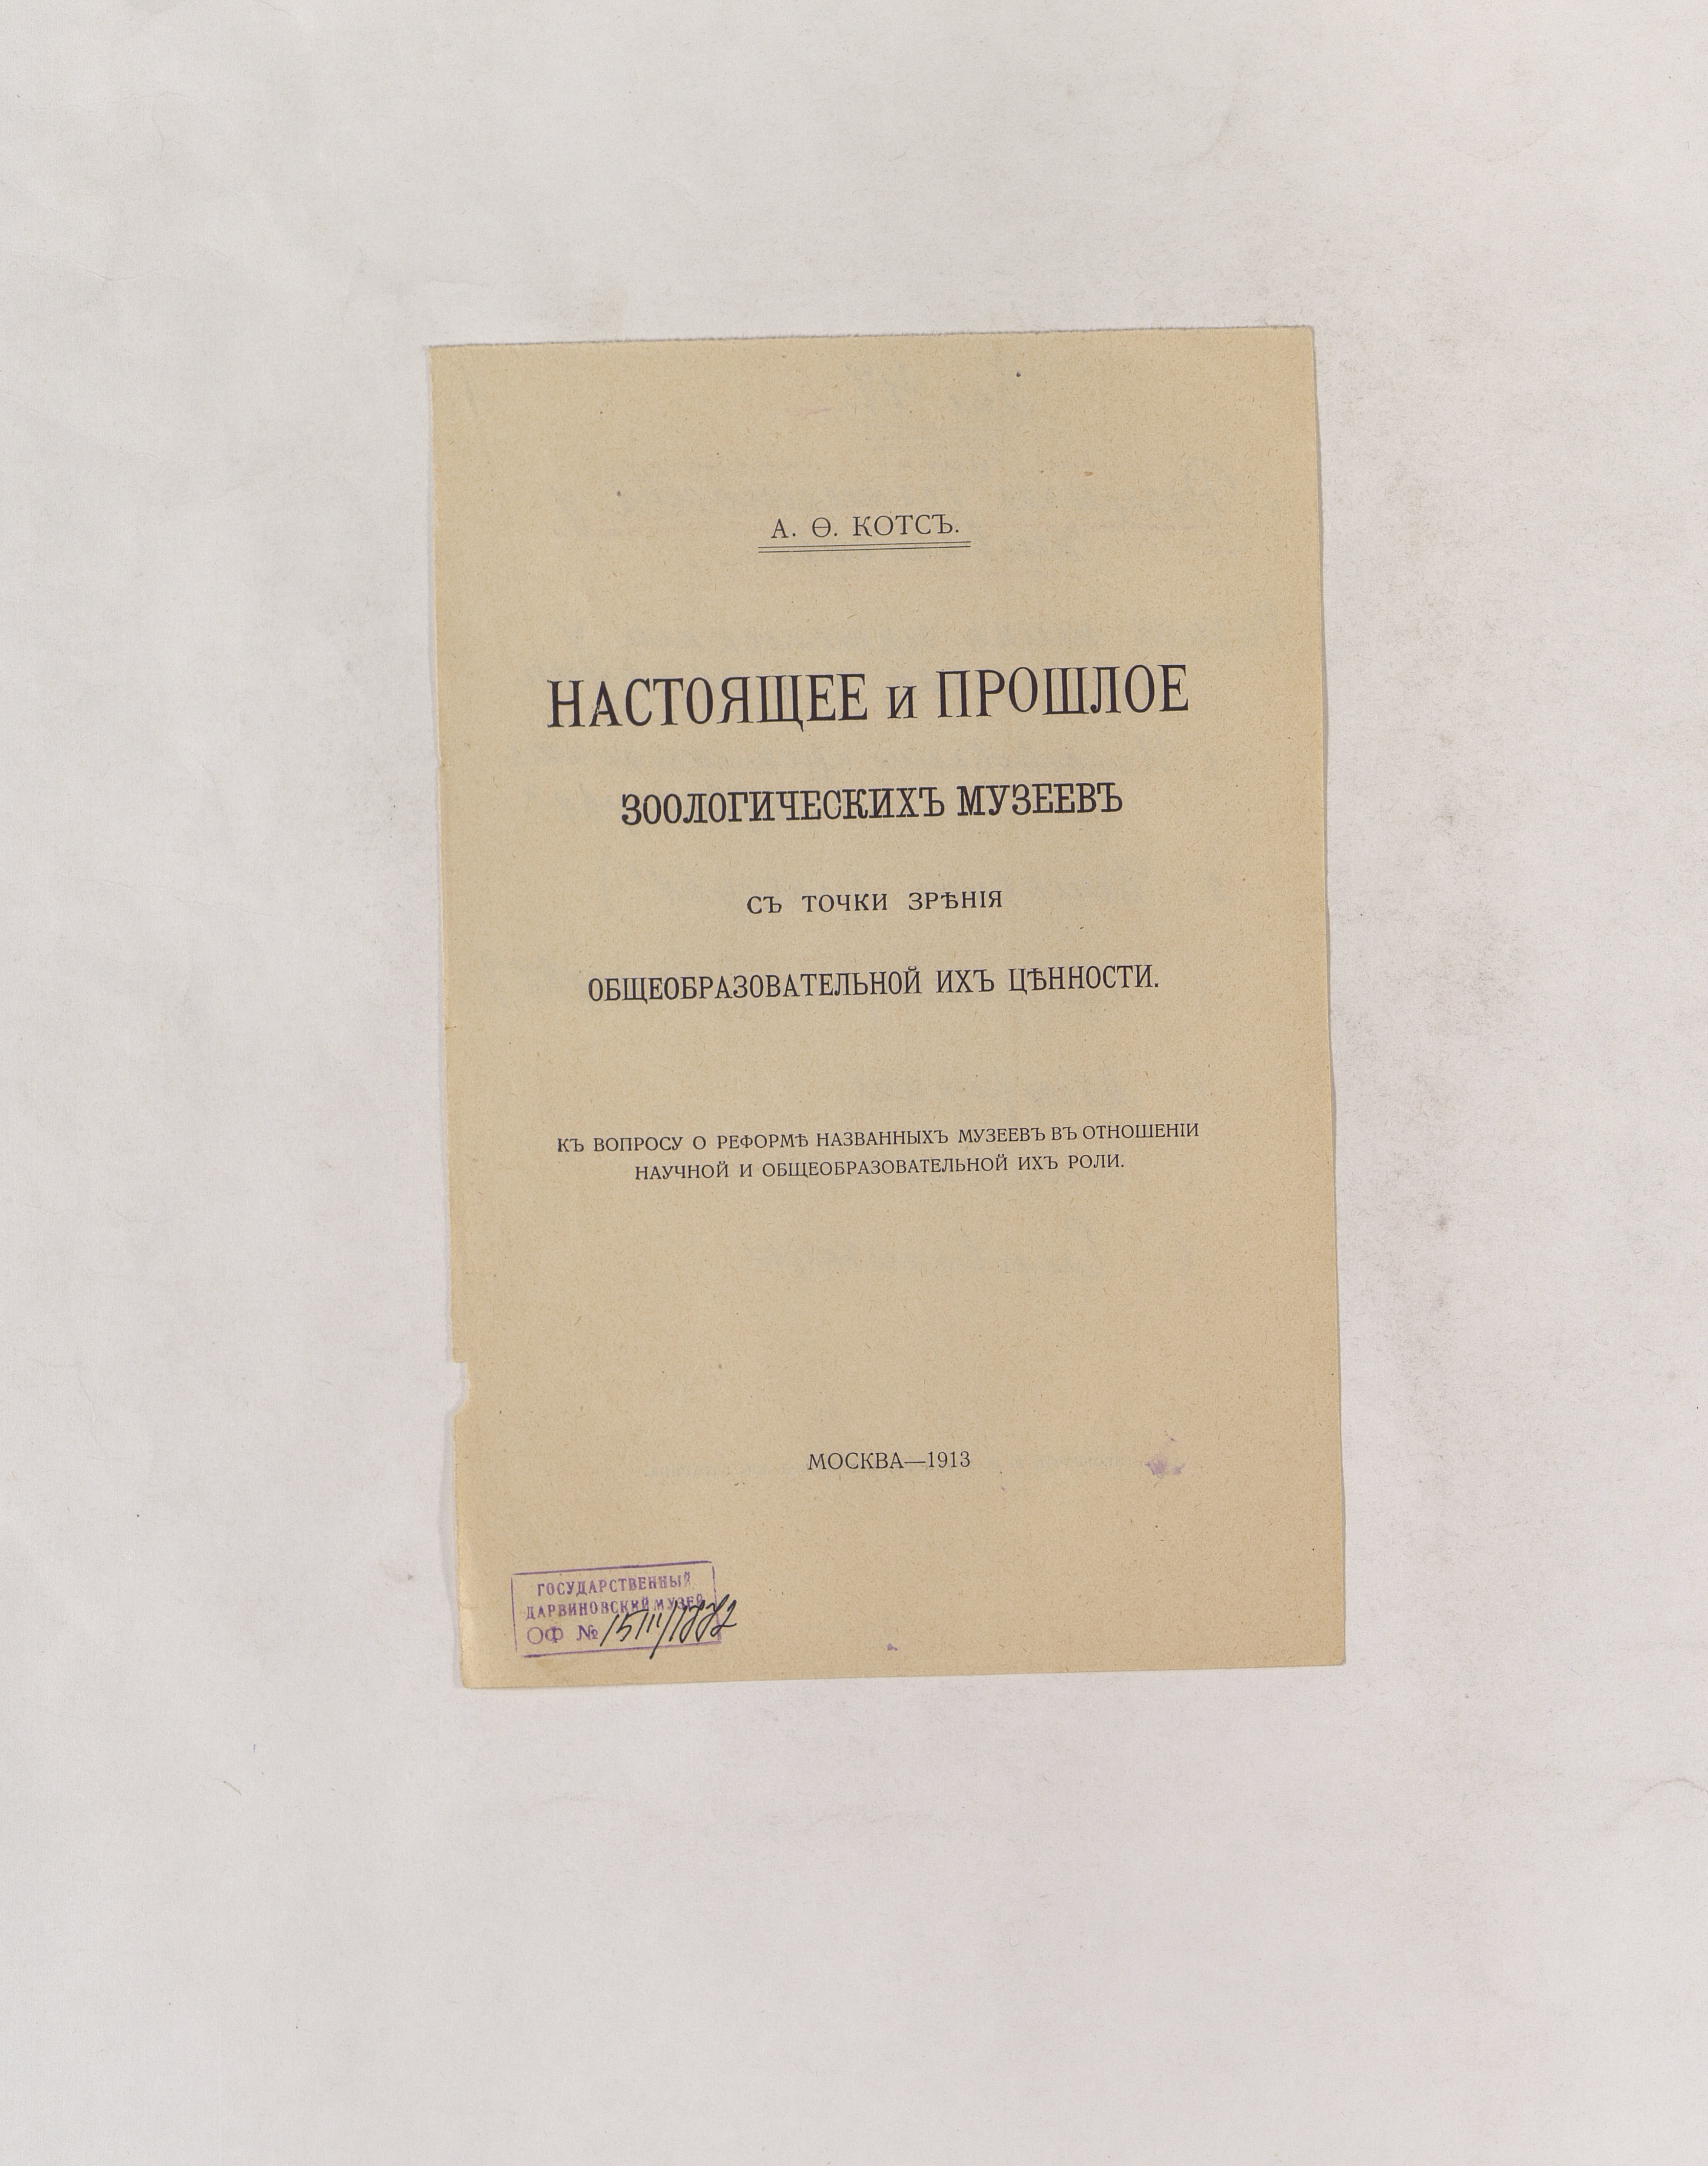 А. Ѳ. КОТСЪ.
НАСТОЯЩЕЕ и ПРОШЛОЕ
ЗООЛОГИЧЕСКИХЪ МУЗЕЕВЪ
СЪ ТОЧКИ ЗРѢНІЯ
ОБЩЕОБРАЗОВАТЕЛЬНОЙ ИХЪ ЦѢННОСТИ.
КЪ ВОПРОСУ О РЕФОРМѢ НАЗВАННЫХЪ МУЗЕЕВЪ ВЪ ОТНОШЕНІИ
НАУЧНОЙ И ОБЩЕОБРАЗОВАТЕЛЬНОЙ ИХЪ РОЛИ.
МОСКВА—1913
ГОСУДАРСТВЕННЫЙ
ДАРВИНОВСКИЙ МУЗЕЙ
ОФ №